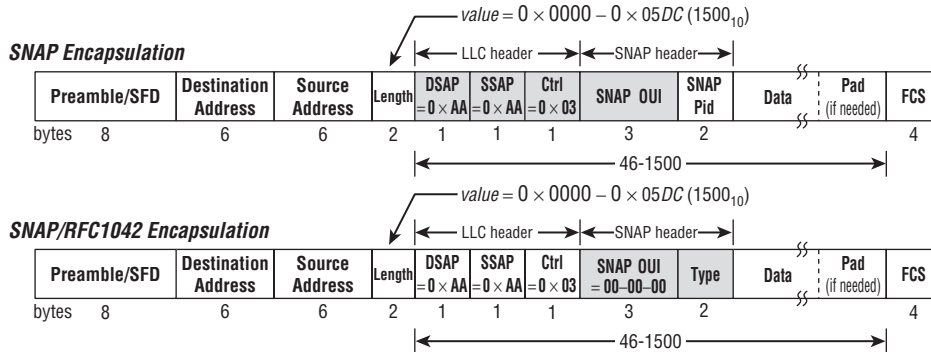 value = 0 × 0000 – 0 × 05DC (1500₁₀)
SNAP Encapsulation
LLC header SNAP header
Preamble/SFD Destination Address Source Address Length DSAP = 0 × AA SSAP = 0 × AA Ctrl = 0 × 03 SNAP OUI SNAP Pid Data Pad (if needed) FCS
bytes 8 6 6 2 1 1 1 3 2 4
46-1500
value = 0 × 0000 – 0 × 05DC (1500₁₀)
SNAP/RFC1042 Encapsulation
LLC header SNAP header
Preamble/SFD Destination Address Source Address Length DSAP = 0 × AA SSAP = 0 × AA Ctrl = 0 × 03 SNAP OUI = 00–00–00 Type Data Pad (if needed) FCS
bytes 8 6 6 2 1 1 1 3 2 4
46-1500